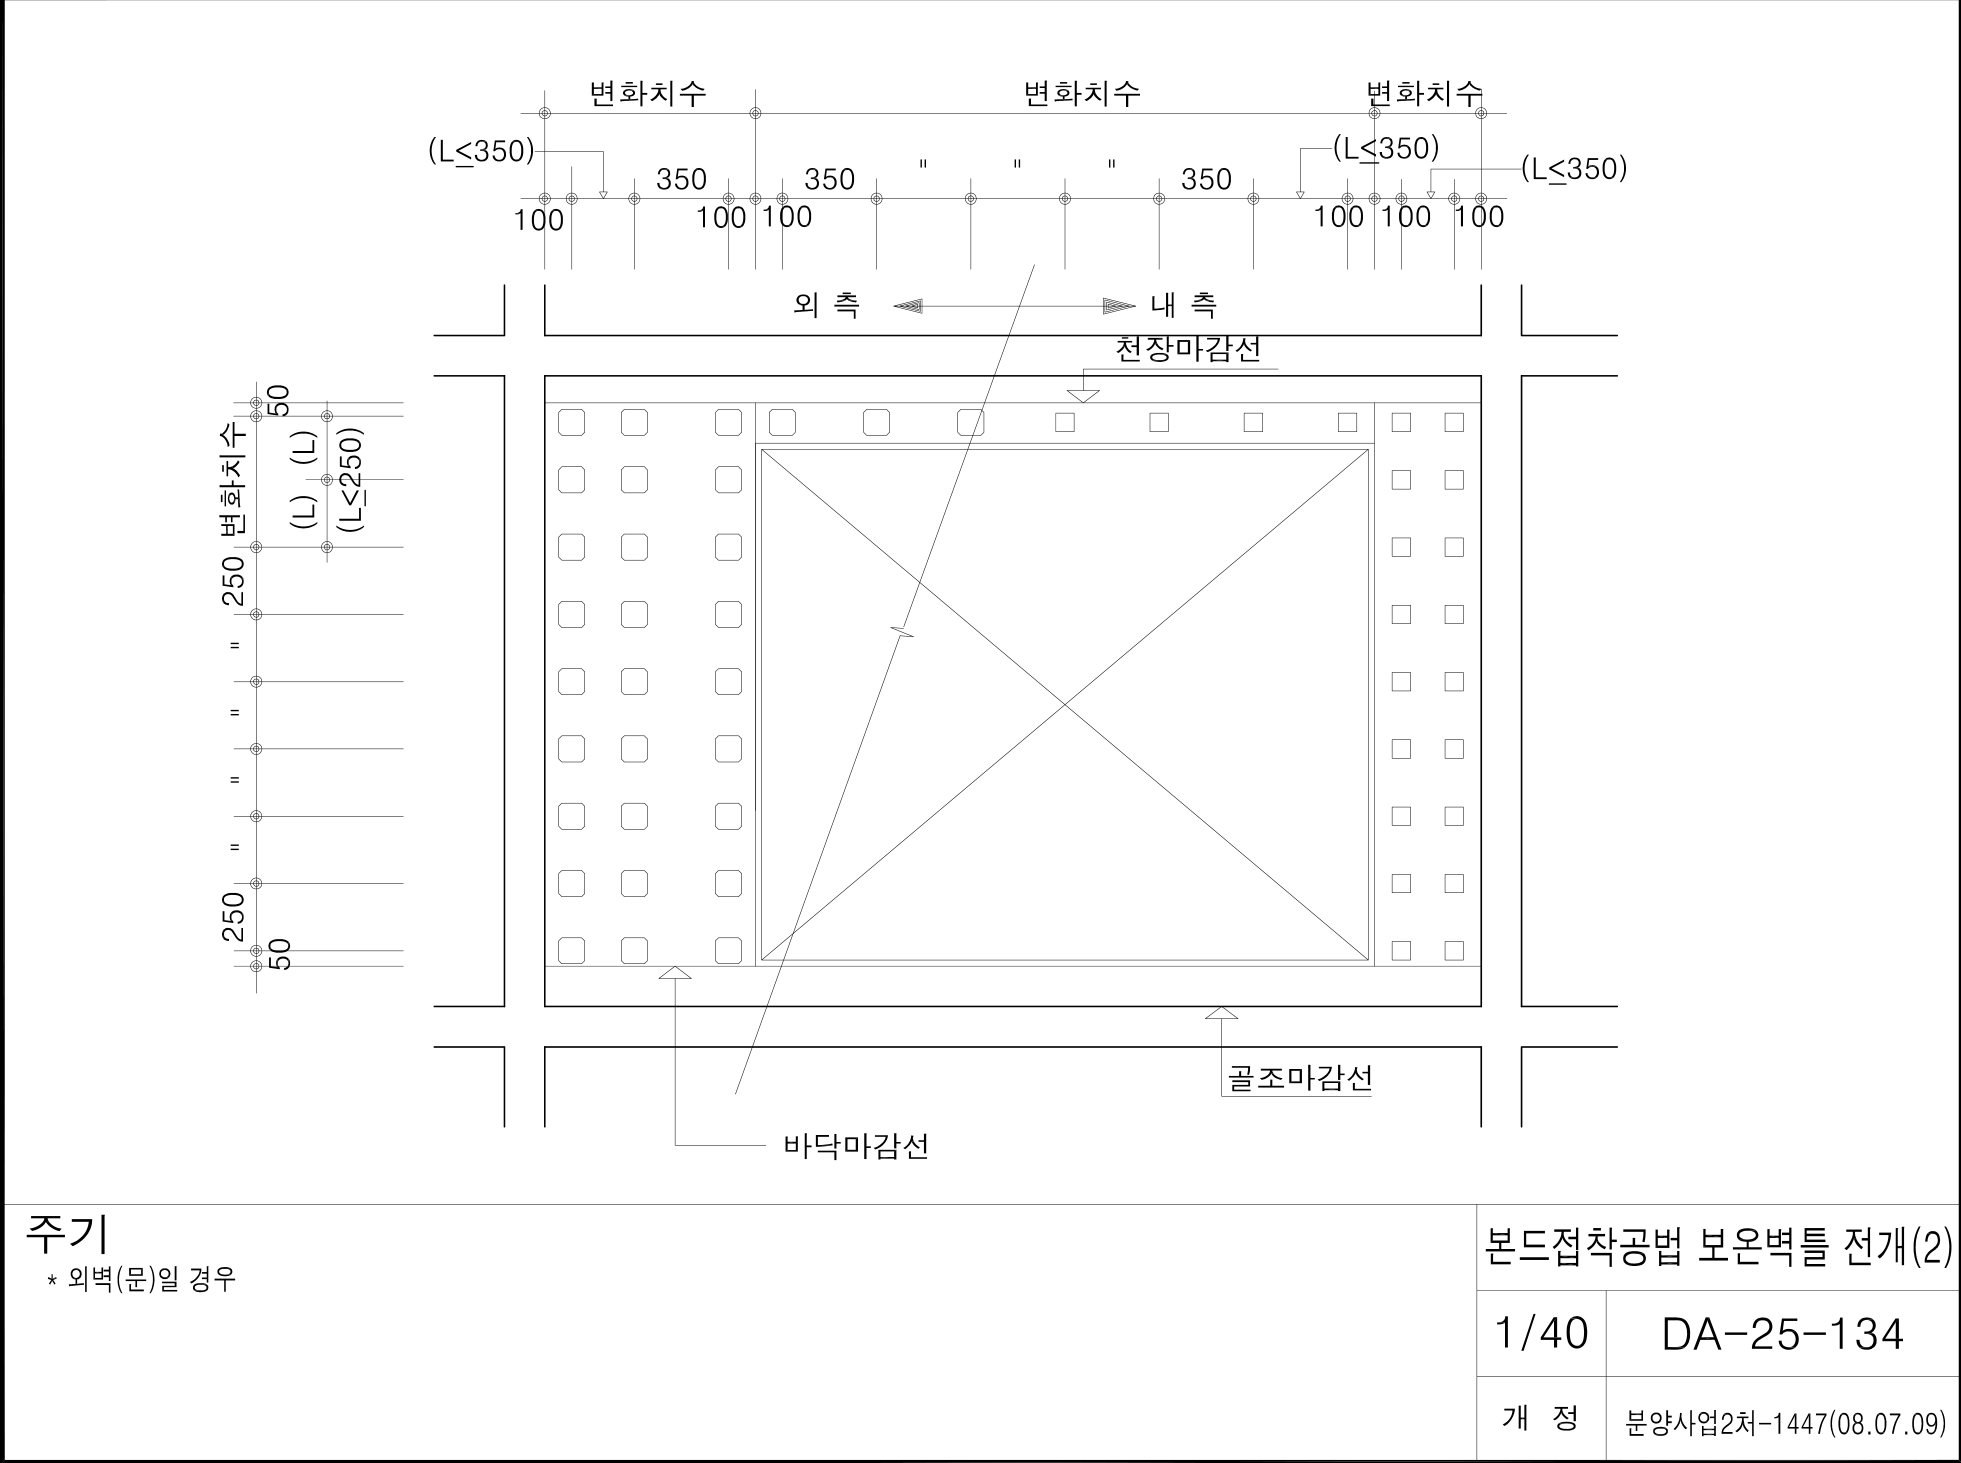 변화치수 변화치수 변화치수
(L≤350) 350 350 " " " 350 (L≤350) (L≤350)
100 100 100 100 100 100
외 측 내 측
천장마감선
50
변화치수 (L) (L) (L≤250)
250
"
"
"
"
250
50
골조마감선
바닥마감선
주기
* 외벽(문)일 경우
본드접착공법 보온벽틀 전개(2)
1/40 DA-25-134
개 정 분양사업2처-1447(08.07.09)